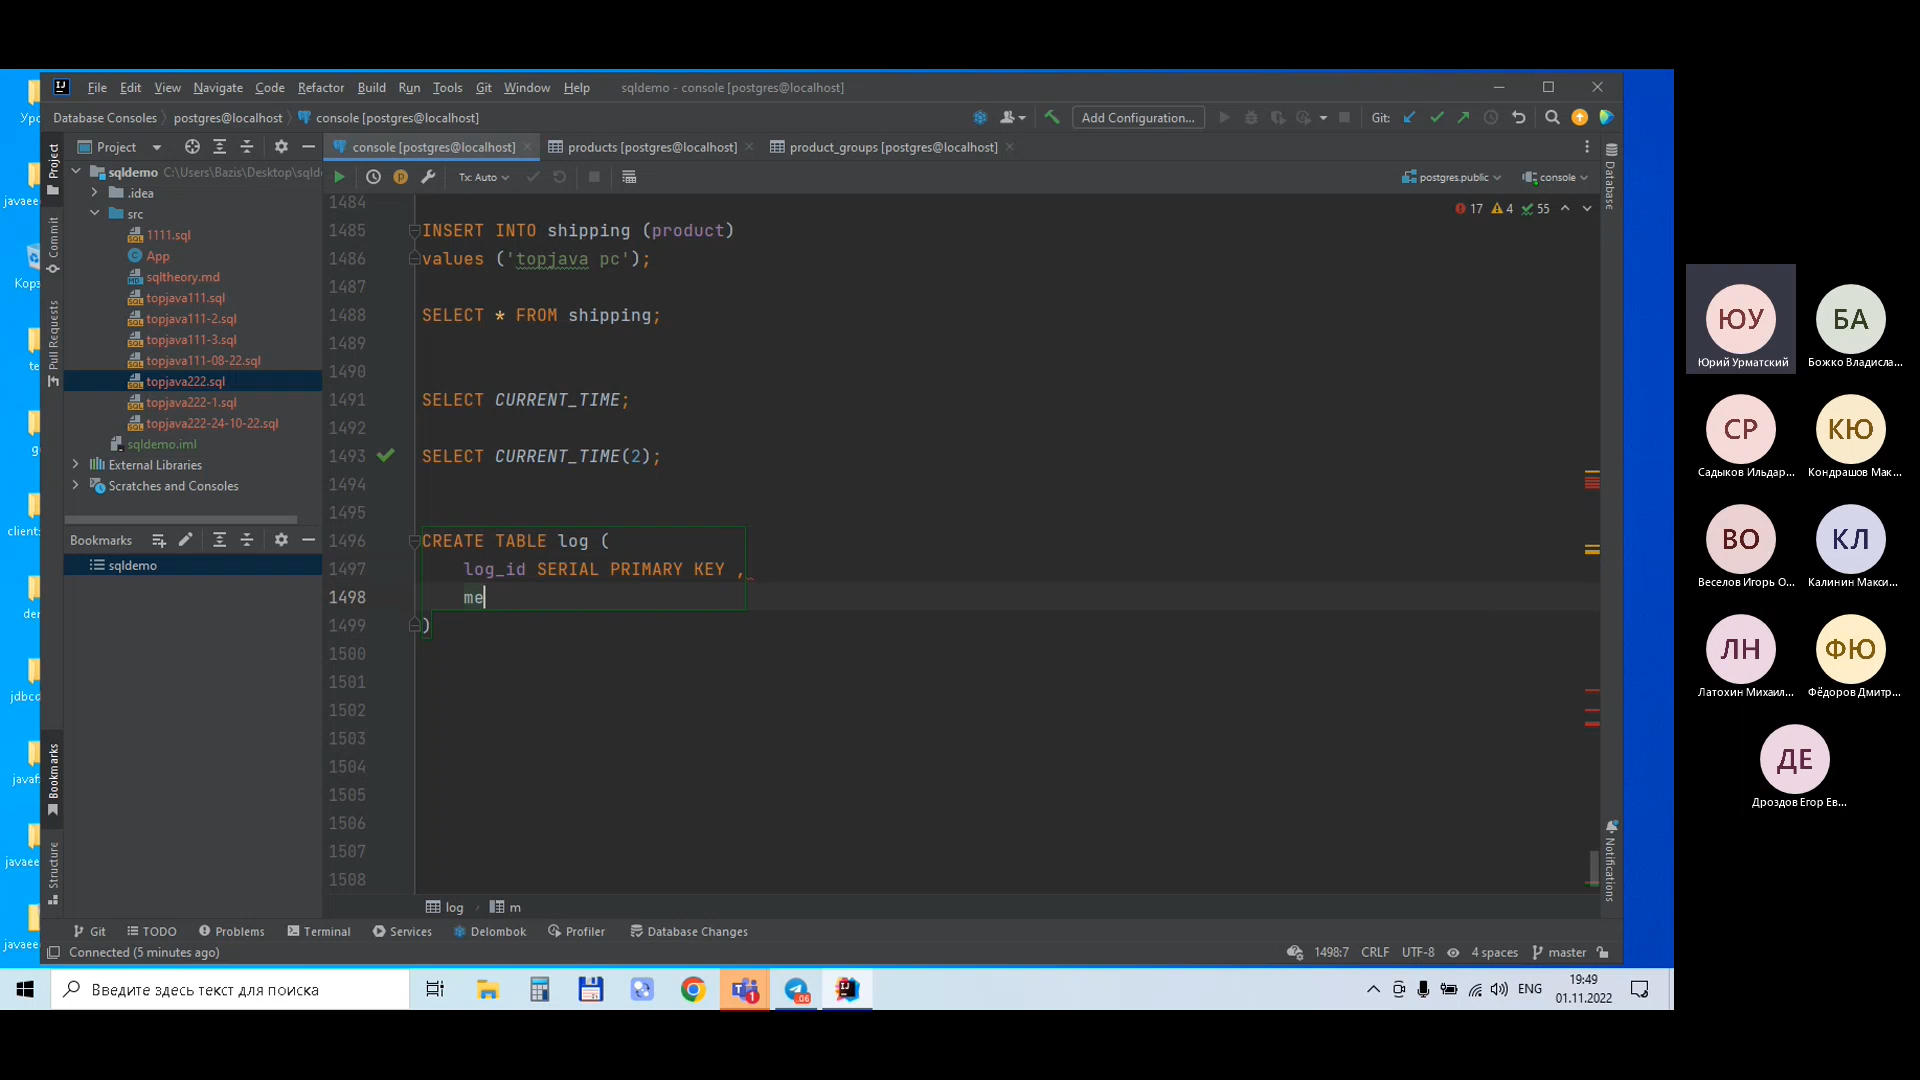 File Edit View Navigate Code Refactor Build Run Tools Git Window Help sqldemo - console [postgres@localhost]
Database Consoles postgres@localhost console [postgres@localhost] Add Configuration... Git:
Project console [postgres@localhost] products [postgres@localhost] product_groups [postgres@localhost]
Tx: Auto postgres.public console
17 4 55
sqldemo C:\Users\Bazis\Desktop\sqld
.idea
src
1111.sql
App
sqltheory.md
topjava111.sql
topjava111-2.sql
topjava111-3.sql
topjava111-08-22.sql
topjava222.sql
topjava222-1.sql
topjava222-24-10-22.sql
sqldemo.iml
External Libraries
Scratches and Consoles
Bookmarks
sqldemo
Project
Commit
Pull Requests
Bookmarks
Structure
1484
1485 INSERT INTO shipping (product)
1486 values ('topjava pc');
1487
1488 SELECT * FROM shipping;
1489
1490
1491 SELECT CURRENT_TIME;
1492
1493 SELECT CURRENT_TIME(2);
1494
1495
1496 CREATE TABLE log (
1497 log_id SERIAL PRIMARY KEY ,
1498 me
1499 )
1500
1501
1502
1503
1504
1505
1506
1507
1508
log m
Database
Notifications
Git TODO Problems Terminal Services Delombok Profiler Database Changes
Connected (5 minutes ago) 1498:7 CRLF UTF-8 4 spaces master
Введите здесь текст для поиска
1
06
ENG
19:49
01.11.2022
ЮУ
Юрий Урматский
БА
Божко Владисла...
СР
Садыков Ильдар...
КЮ
Кондрашов Мак...
ВО
Веселов Игорь О...
КЛ
Калинин Макси...
ЛН
Латохин Михаил...
ФЮ
Фёдоров Дмитр...
ДЕ
Дроздов Егор Ев...